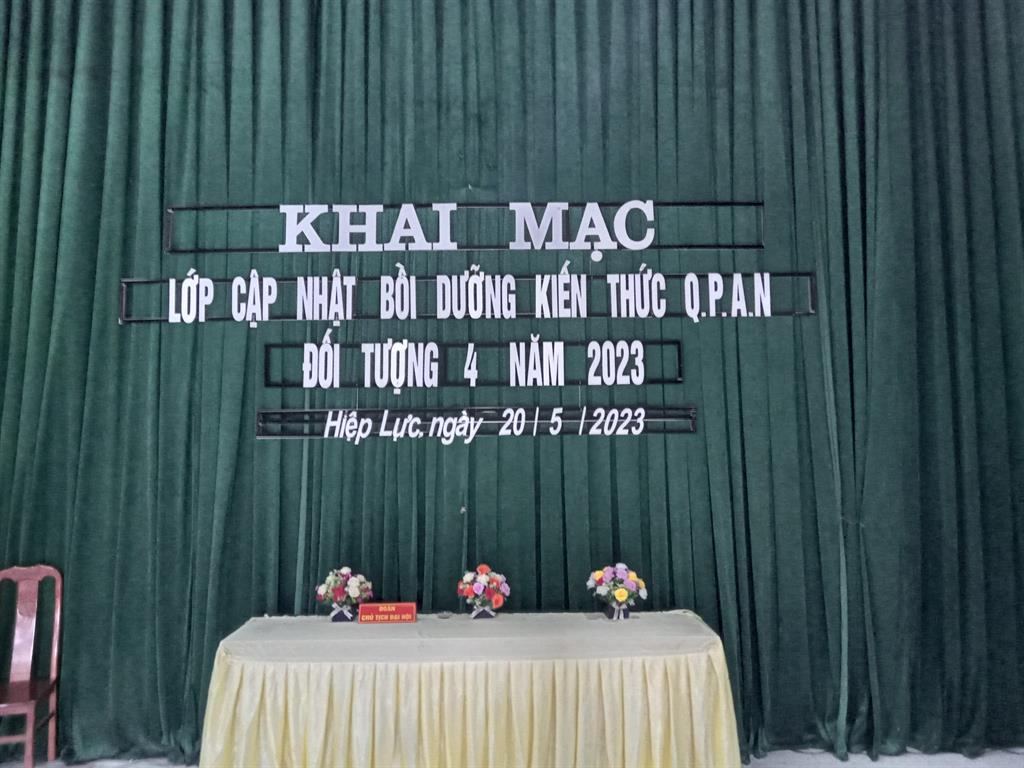 KHAI MẠC
LỚP CẬP NHẬT BỒI DƯỠNG KIẾN THỨC Q.P.A.N
ĐỐI TƯỢNG 4 NĂM 2023
Hiệp Lực, ngày 20 / 5 / 2023
ĐOÀN
CHỦ TỊCH ĐẠI HỘI